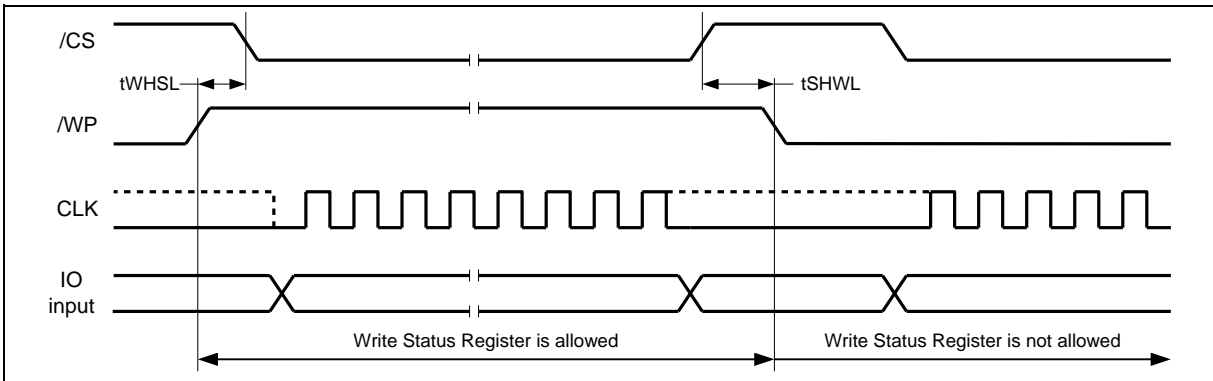 /CS
tWHSL
tSHWL
/WP
CLK
IO
input
Write Status Register is allowed
Write Status Register is not allowed